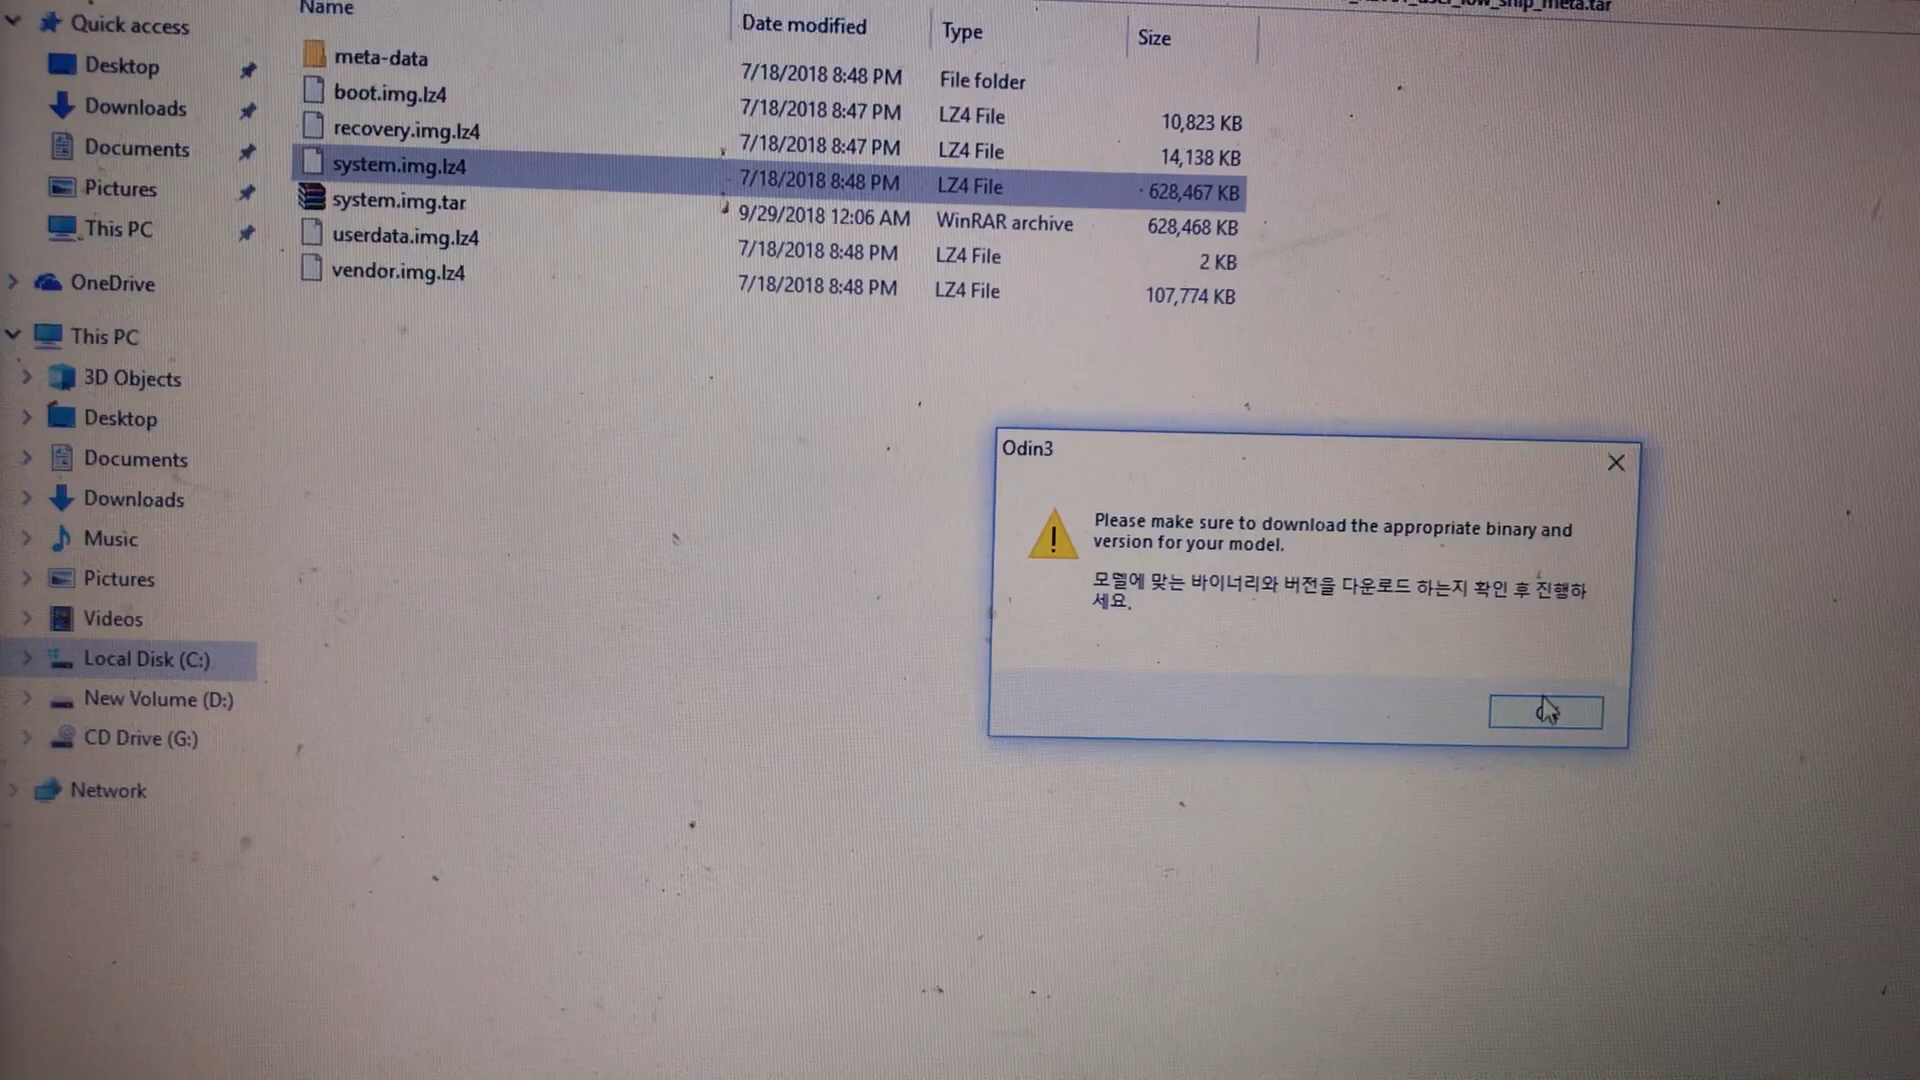 Quick access
Desktop
Downloads
Documents
Pictures
This PC
OneDrive
This PC
3D Objects
Desktop
Documents
Downloads
Music
Pictures
Videos
Local Disk (C:)
New Volume (D:)
CD Drive (G:)
Network
Name Date modified Type Size
meta-data 7/18/2018 8:48 PM File folder
boot.img.lz4 7/18/2018 8:47 PM LZ4 File 10,823 KB
recovery.img.lz4 7/18/2018 8:47 PM LZ4 File 14,138 KB
system.img.lz4 7/18/2018 8:48 PM LZ4 File 628,467 KB
system.img.tar 9/29/2018 12:06 AM WinRAR archive 628,468 KB
userdata.img.lz4 7/18/2018 8:48 PM LZ4 File 2 KB
vendor.img.lz4 7/18/2018 8:48 PM LZ4 File 107,774 KB
Odin3
Please make sure to download the appropriate binary and
version for your model.
모델에 맞는 바이너리와 버전을 다운로드 하는지 확인 후 진행하
세요.